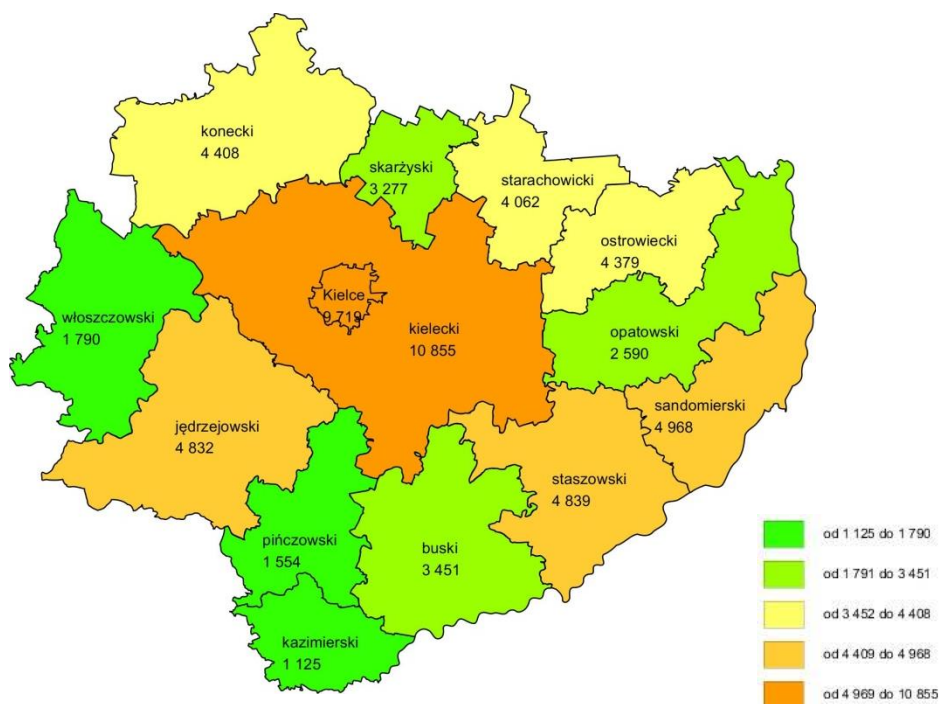 konecki
4 408
skarżyski
3 277
starachowicki
4 062
ostrowiecki
4 379
Kielce
9 719
włoszczowski
1 790
kielecki
10 855
opatowski
2 590
sandomierski
4 968
jędrzejowski
4 832
staszowski
4 839
pińczowski
1 554
buski
3 451
kazimierski
1 125
od 1 125 do 1 790
od 1 791 do 3 451
od 3 452 do 4 408
od 4 409 do 4 968
od 4 969 do 10 855